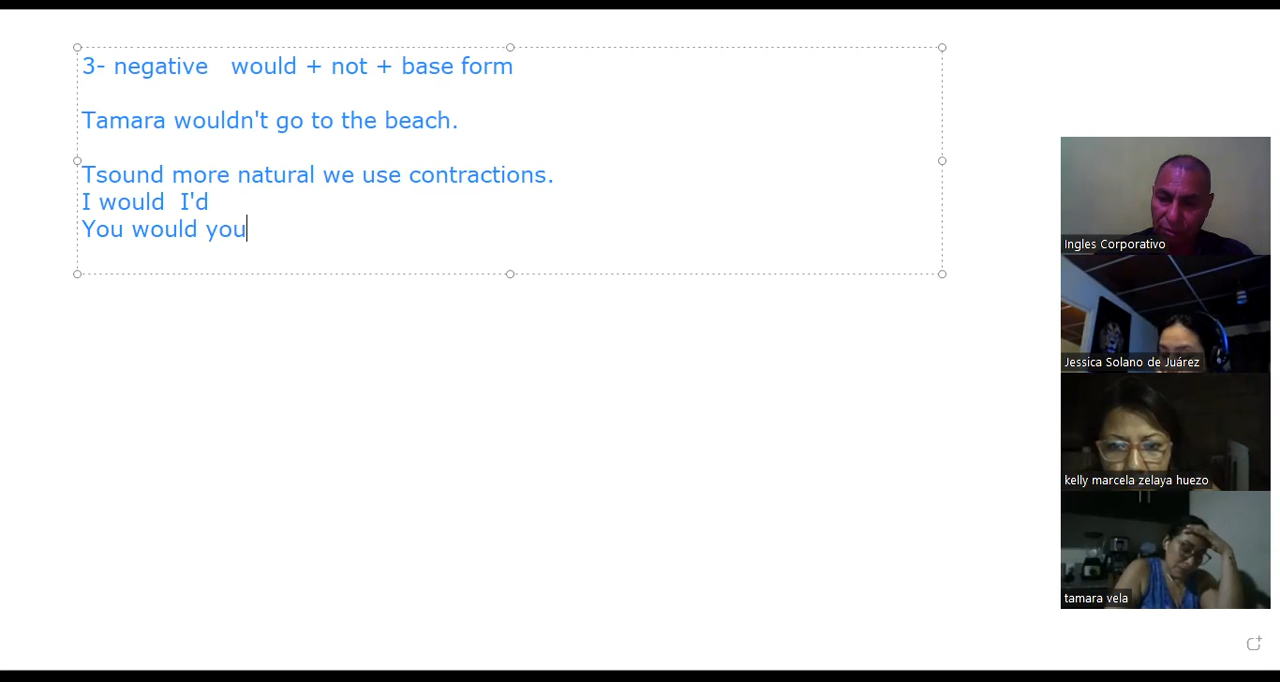 3- negative   would + not + base form
Tamara wouldn't go to the beach.
Tsound more natural we use contractions.
I would  I'd
You would you
Ingles Corporativo
Jessica Solano de Juárez
kelly marcela zelaya huezo
tamara vela